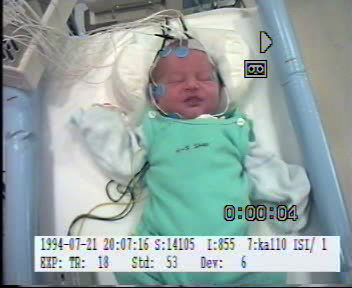 0:00:04
1994-07-21 20:07:16 S:14105 I:855 7:kall0 ISI/ 1
EXP: TR: 18 Std: 53 Dev: 6